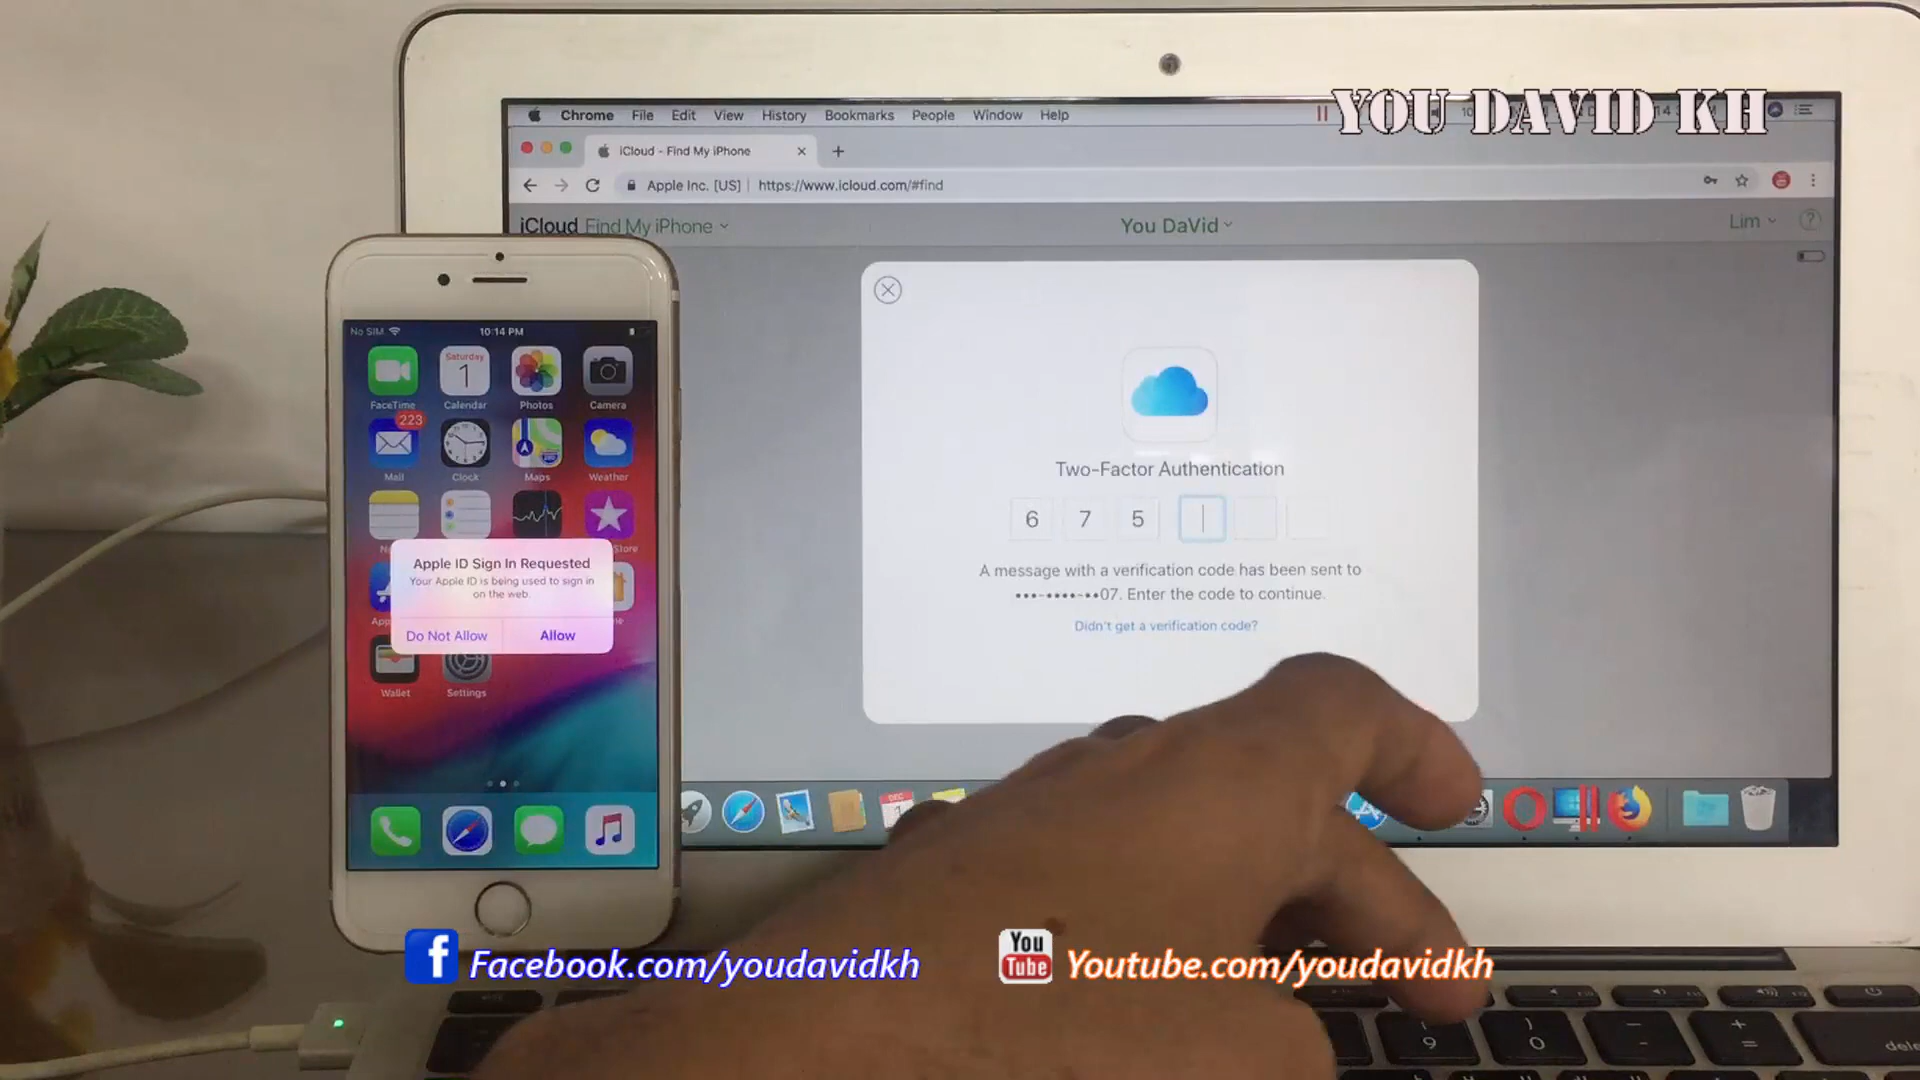 YOU DAVID KH
Chrome File Edit View History Bookmarks People Window Help
iCloud - Find My iPhone
Apple Inc. [US] https://www.icloud.com/#find
iCloud Find My iPhone
You DaVid
Lim
Two-Factor Authentication
6 7 5
A message with a verification code has been sent to
•••-••••-••07. Enter the code to continue.
Didn't get a verification code?
No SIM 10:14 PM
Saturday
1
FaceTime Calendar Photos Camera
223
Mail Clock Maps Weather
Apple ID Sign In Requested
Your Apple ID is being used to sign in
on the web.
Do Not Allow Allow
Wallet Settings
DEC
Facebook.com/youdavidkh
You
Tube
Youtube.com/youdavidkh
9
)
0
-
+
=